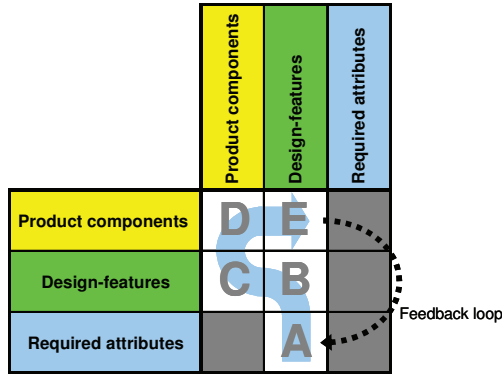 Product components
Design-features
Required attributes
Product components
D
E
Design-features
C
B
Required attributes
A
Feedback loop